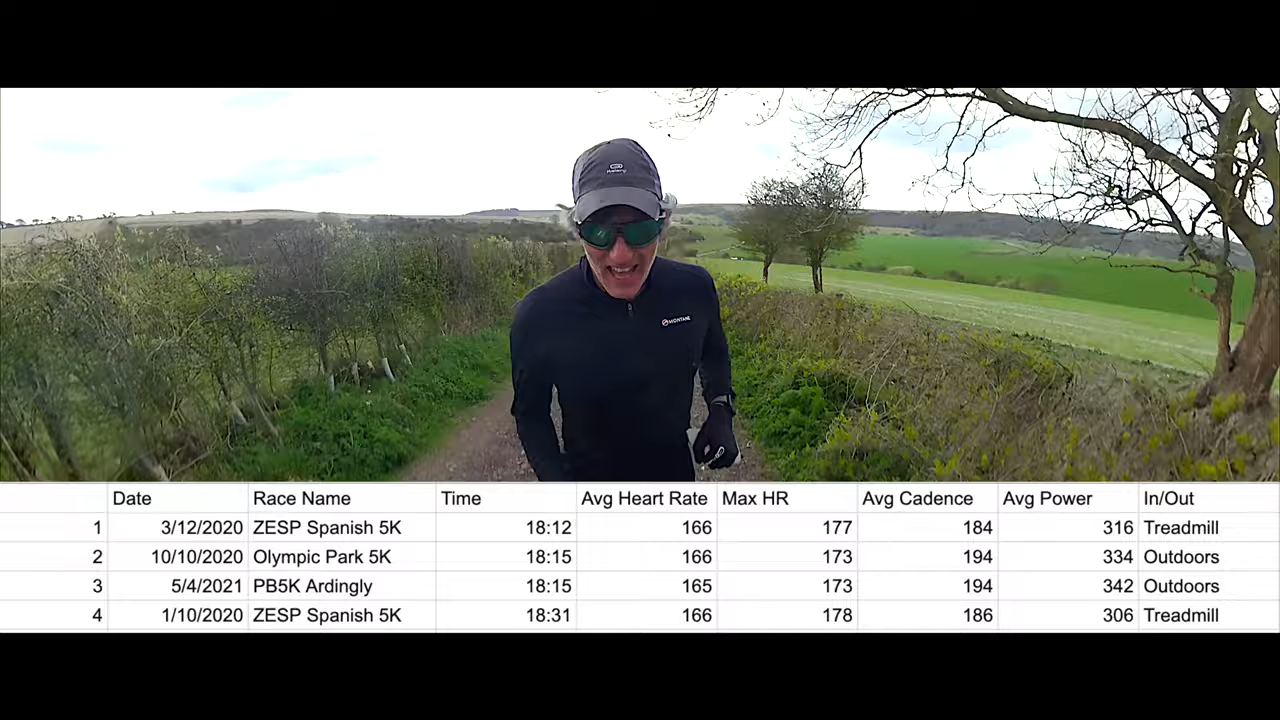 MONTANE
Date Race Name Time Avg Heart Rate Max HR Avg Cadence Avg Power In/Out
1 3/12/2020 ZESP Spanish 5K 18:12 166 177 184 316 Treadmill
2 10/10/2020 Olympic Park 5K 18:15 166 173 194 334 Outdoors
3 5/4/2021 PB5K Ardingly 18:15 165 173 194 342 Outdoors
4 1/10/2020 ZESP Spanish 5K 18:31 166 178 186 306 Treadmill